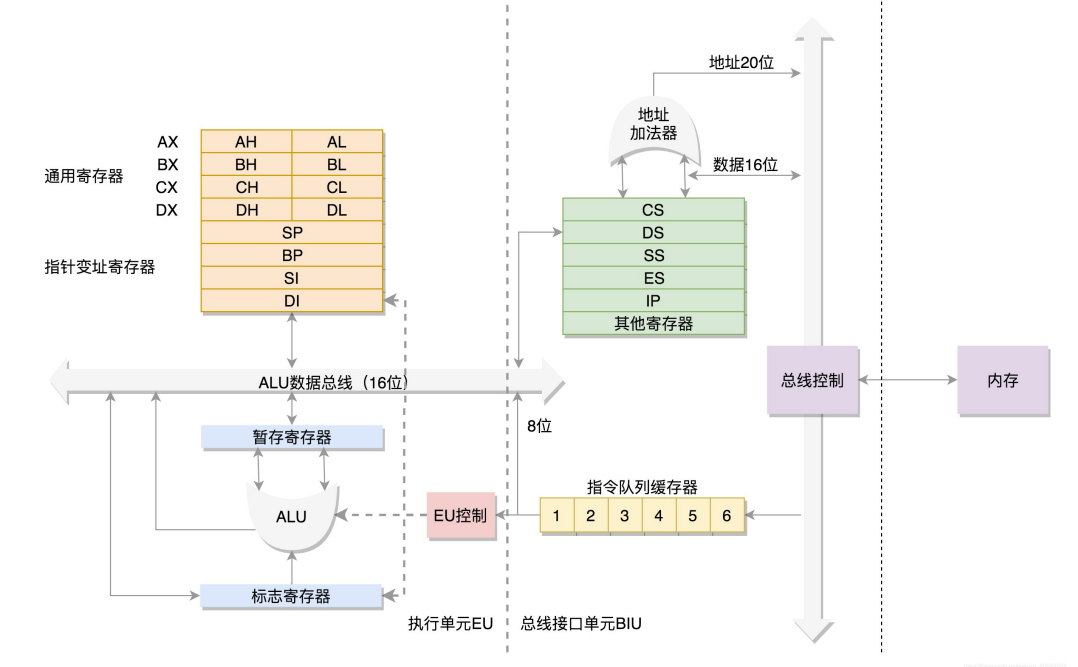 地址20位
地址
加法器
数据16位
AX AH AL
BX BH BL
CX CH CL
DX DH DL
通用寄存器
SP
BP
SI
DI
指针变址寄存器
CS
DS
SS
ES
IP
其他寄存器
ALU数据总线（16位）
总线控制
内存
8位
暂存寄存器
指令队列缓存器
1 2 3 4 5 6
ALU
EU控制
标志寄存器
执行单元EU
总线接口单元BIU